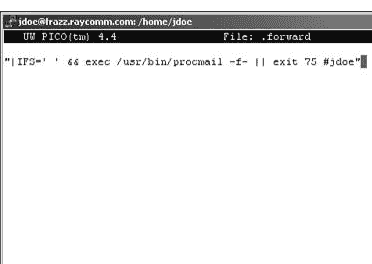 jdoe@frazz.raycomm.com: /home/jdoe
UW PICO(tm) 4.4 File: .forward
"|IFS=' ' && exec /usr/bin/procmail -f- || exit 75 #jdoe"